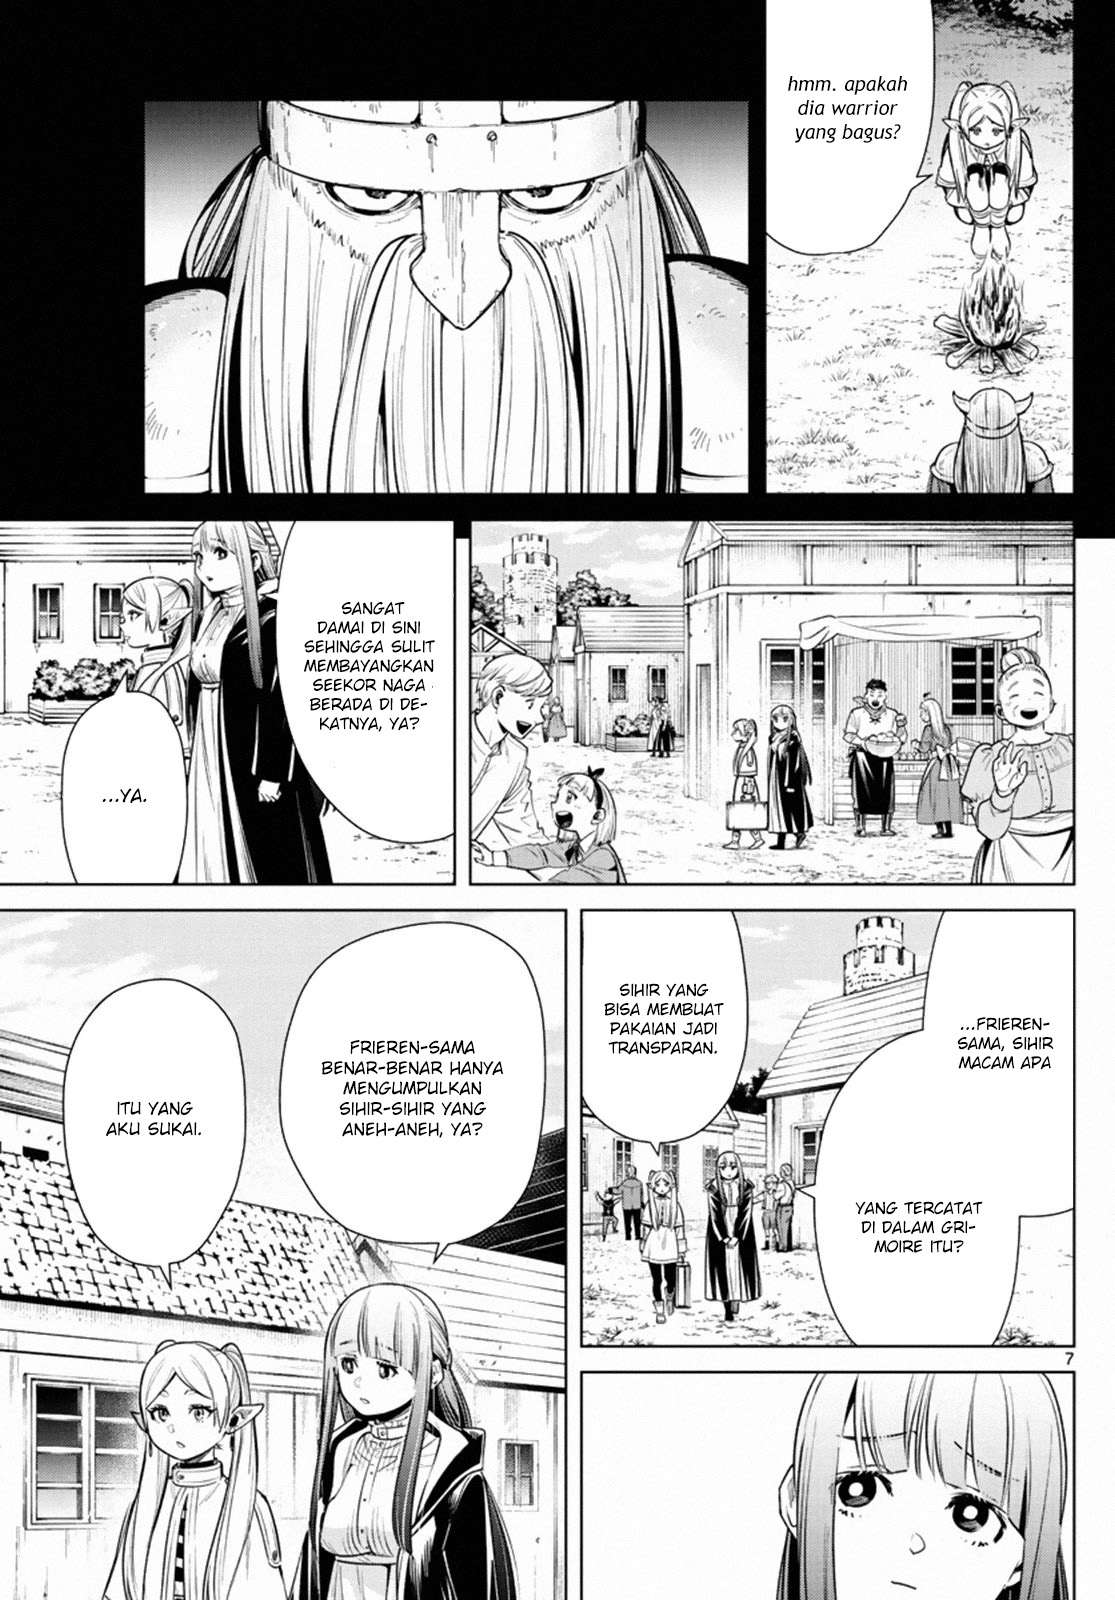 hmm. apakah
dia warrior
yang bagus?
SANGAT
DAMAI DI SINI
SEHINGGA SULIT
MEMBAYANGKAN
SEEKOR NAGA
BERADA DI DE-
KATNYA, YA?
...YA.
...FRIEREN-
SAMA, SIHIR
MACAM APA
YANG TERCATAT
DI DALAM GRI-
MOIRE ITU?
SIHIR YANG
BISA MEMBUAT
PAKAIAN JADI
TRANSPARAN.
7
FRIEREN-SAMA
BENAR-BENAR HANYA
MENGUMPULKAN
SIHIR-SIHIR YANG
ANEH-ANEH, YA?
ITU YANG
AKU SUKAI.